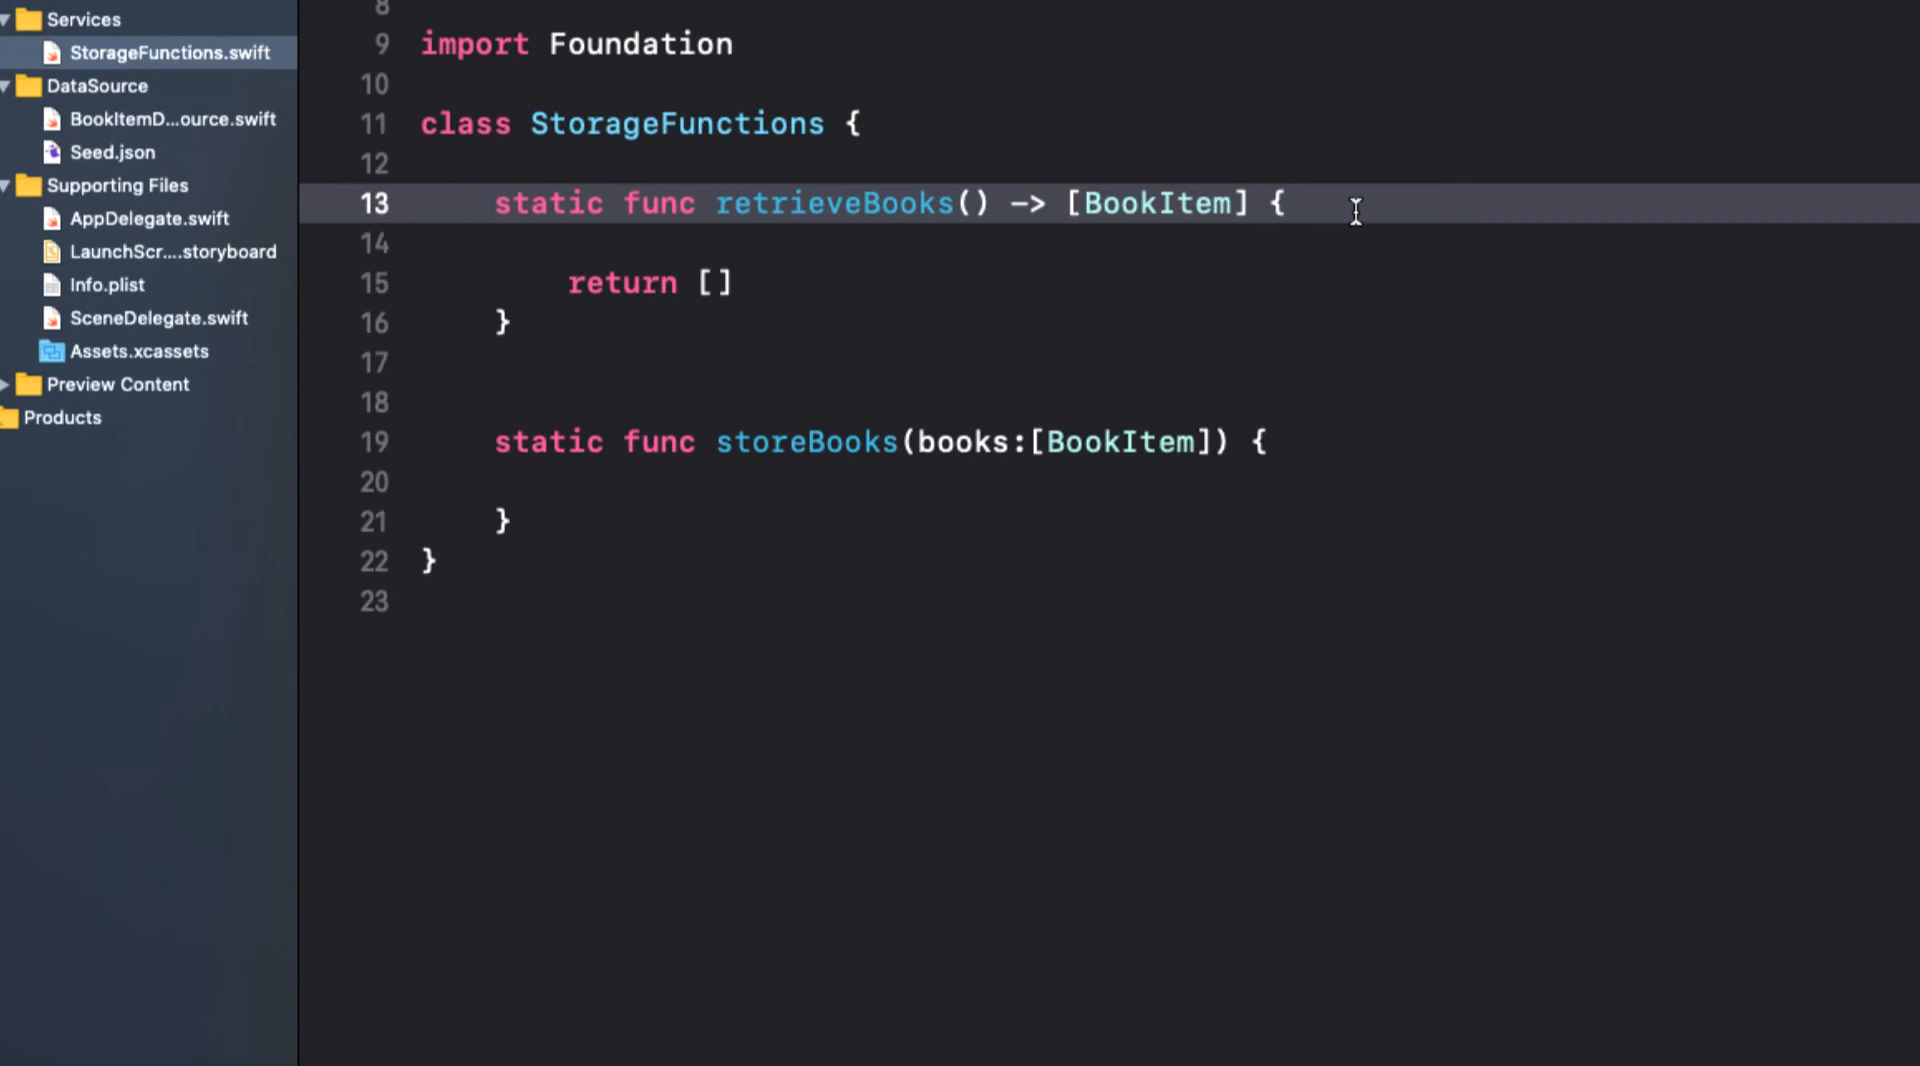 Services
StorageFunctions.swift
DataSource
BookItemD...ource.swift
Seed.json
Supporting Files
AppDelegate.swift
LaunchScr....storyboard
Info.plist
SceneDelegate.swift
Assets.xcassets
Preview Content
Products
8
9 import Foundation
10
11 class StorageFunctions {
12
13 static func retrieveBooks() -> [BookItem] {
14
15 return []
16 }
17
18
19 static func storeBooks(books:[BookItem]) {
20
21 }
22 }
23